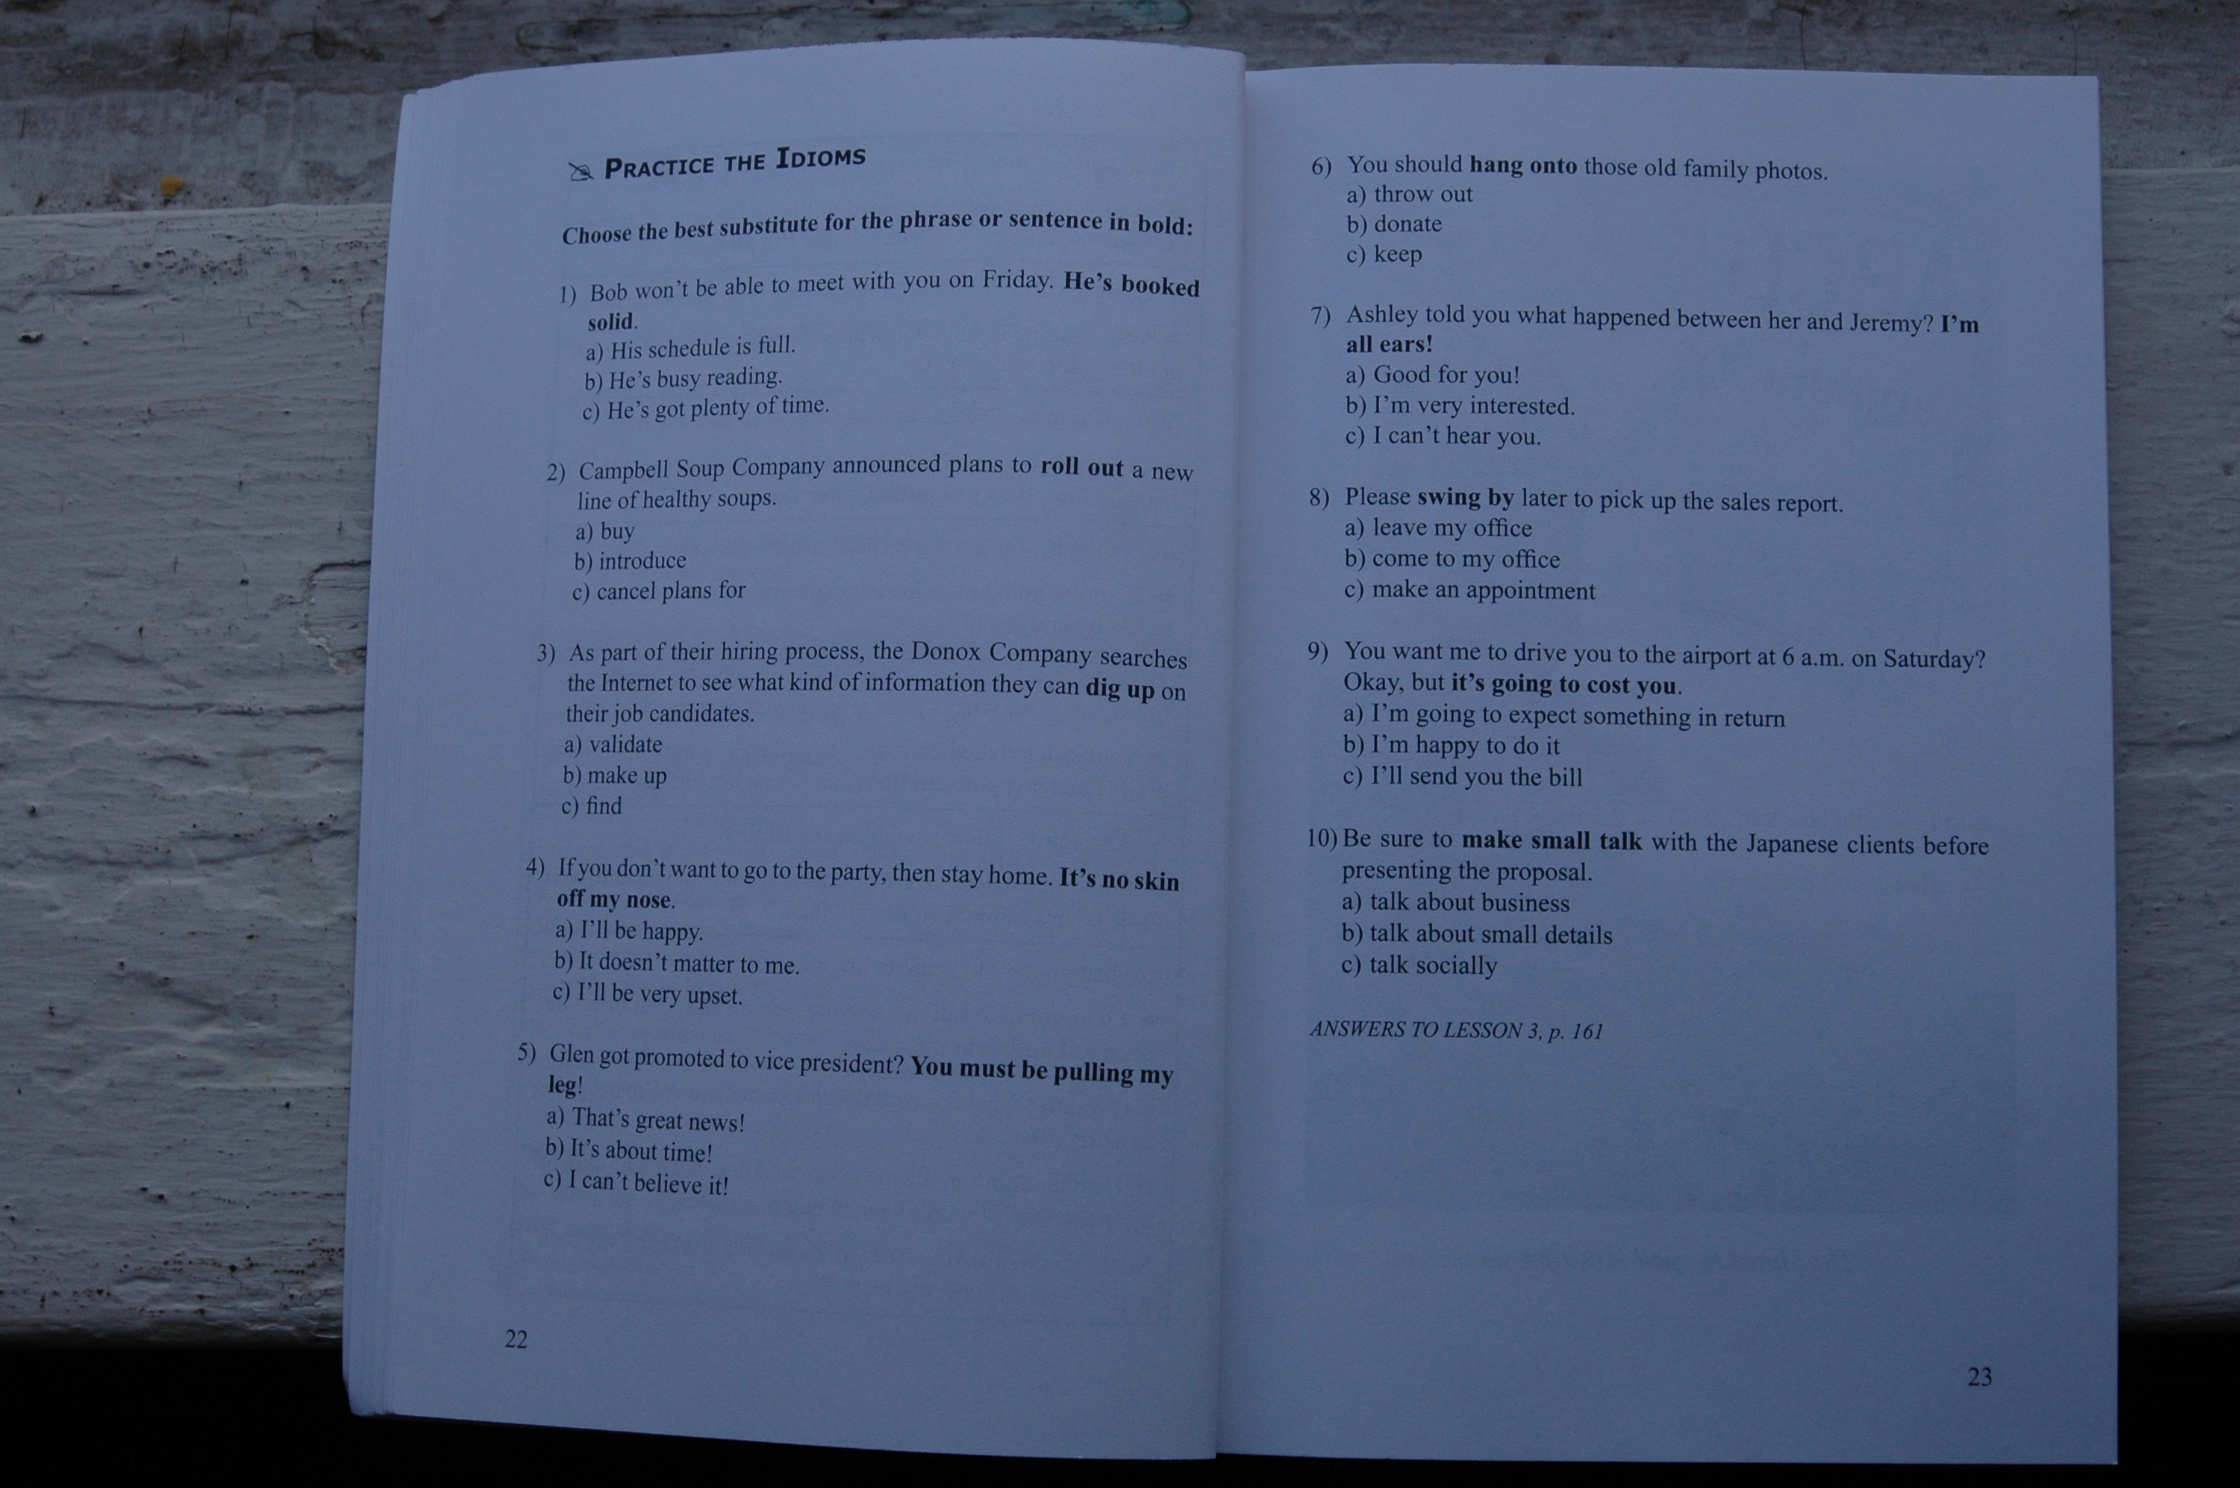 PRACTICE THE IDIOMS
Choose the best substitute for the phrase or sentence in bold:
1) Bob won't be able to meet with you on Friday. He's booked
solid.
a) His schedule is full.
b) He's busy reading.
c) He's got plenty of time.
2) Campbell Soup Company announced plans to roll out a new
line of healthy soups.
a) buy
b) introduce
c) cancel plans for
3) As part of their hiring process, the Donox Company searches
the Internet to see what kind of information they can dig up on
their job candidates.
a) validate
b) make up
c) find
4) If you don't want to go to the party, then stay home. It's no skin
off my nose.
a) I'll be happy.
b) It doesn't matter to me.
c) I'll be very upset.
5) Glen got promoted to vice president? You must be pulling my
leg!
a) That's great news!
b) It's about time!
c) I can't believe it!
22
6) You should hang onto those old family photos.
a) throw out
b) donate
c) keep
7) Ashley told you what happened between her and Jeremy? I'm
all ears!
a) Good for you!
b) I'm very interested.
c) I can't hear you.
8) Please swing by later to pick up the sales report.
a) leave my office
b) come to my office
c) make an appointment
9) You want me to drive you to the airport at 6 a.m. on Saturday?
Okay, but it's going to cost you.
a) I'm going to expect something in return
b) I'm happy to do it
c) I'll send you the bill
10) Be sure to make small talk with the Japanese clients before
presenting the proposal.
a) talk about business
b) talk about small details
c) talk socially
ANSWERS TO LESSON 3, p. 161
23